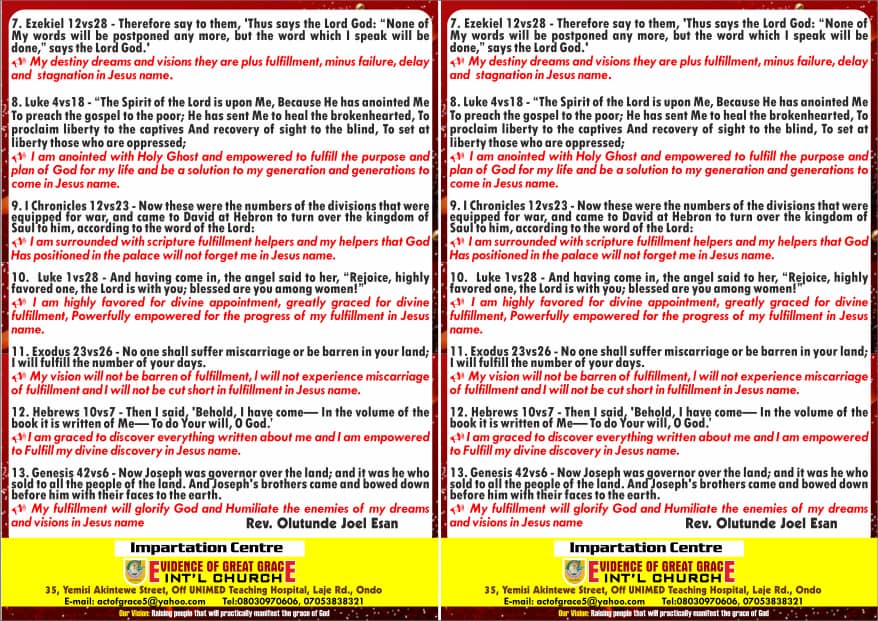 7. Ezekiel 12vs28 - Therefore say to them, 'Thus says the Lord God: "None of
My words will be postponed any more, but the word which I speak will be
done," says the Lord God.'
My destiny dreams and visions they are plus fulfillment, minus failure, delay
and stagnation in Jesus name.
8. Luke 4vs18 - "The Spirit of the Lord is upon Me, Because He has anointed Me
To preach the gospel to the poor; He has sent Me to heal the brokenhearted, To
proclaim liberty to the captives And recovery of sight to the blind, To set at
liberty those who are oppressed;
I am anointed with Holy Ghost and empowered to fulfill the purpose and
plan of God for my life and be a solution to my generation and generations to
come in Jesus name.
9. I Chronicles 12vs23 - Now these were the numbers of the divisions that were
equipped for war, and came to David at Hebron to turn over the kingdom of
Saul to him, according to the word of the Lord:
I am surrounded with scripture fulfillment helpers and my helpers that God
Has positioned in the palace will not forget me in Jesus name.
10. Luke 1vs28 - And having come in, the angel said to her, "Rejoice, highly
favored one, the Lord is with you; blessed are you among women!"
I am highly favored for divine appointment, greatly graced for divine
fulfillment, Powerfully empowered for the progress of my fulfillment in Jesus
name.
11. Exodus 23vs26 - No one shall suffer miscarriage or be barren in your land;
I will fulfill the number of your days.
My vision will not be barren of fulfillment, I will not experience miscarriage
of fulfillment and I will not be cut short in fulfillment in Jesus name.
12. Hebrews 10vs7 - Then I said, 'Behold, I have come— In the volume of the
book it is written of Me— To do Your will, O God.'
I am graced to discover everything written about me and I am empowered
to Fulfill my divine discovery in Jesus name.
13. Genesis 42vs6 - Now Joseph was governor over the land; and it was he who
sold to all the people of the land. And Joseph's brothers came and bowed down
before him with their faces to the earth.
My fulfillment will glorify God and Humiliate the enemies of my dreams
and visions in Jesus name
Rev. Olutunde Joel Esan
Impartation Centre
EVIDENCE OF GREAT GRACE
INT'L CHURCH
35, Yemisi Akintewe Street, Off UNIMED Teaching Hospital, Laje Rd., Ondo
E-mail: actofgrace5@yahoo.com Tel:08030970606, 07053838321
Our Vision: Raising people that will practically manifest the grace of God
7. Ezekiel 12vs28 - Therefore say to them, 'Thus says the Lord God: "None of
My words will be postponed any more, but the word which I speak will be
done," says the Lord God.'
My destiny dreams and visions they are plus fulfillment, minus failure, delay
and stagnation in Jesus name.
8. Luke 4vs18 - "The Spirit of the Lord is upon Me, Because He has anointed Me
To preach the gospel to the poor; He has sent Me to heal the brokenhearted, To
proclaim liberty to the captives And recovery of sight to the blind, To set at
liberty those who are oppressed;
I am anointed with Holy Ghost and empowered to fulfill the purpose and
plan of God for my life and be a solution to my generation and generations to
come in Jesus name.
9. I Chronicles 12vs23 - Now these were the numbers of the divisions that were
equipped for war, and came to David at Hebron to turn over the kingdom of
Saul to him, according to the word of the Lord:
I am surrounded with scripture fulfillment helpers and my helpers that God
Has positioned in the palace will not forget me in Jesus name.
10. Luke 1vs28 - And having come in, the angel said to her, "Rejoice, highly
favored one, the Lord is with you; blessed are you among women!"
I am highly favored for divine appointment, greatly graced for divine
fulfillment, Powerfully empowered for the progress of my fulfillment in Jesus
name.
11. Exodus 23vs26 - No one shall suffer miscarriage or be barren in your land;
I will fulfill the number of your days.
My vision will not be barren of fulfillment, I will not experience miscarriage
of fulfillment and I will not be cut short in fulfillment in Jesus name.
12. Hebrews 10vs7 - Then I said, 'Behold, I have come— In the volume of the
book it is written of Me— To do Your will, O God.'
I am graced to discover everything written about me and I am empowered
to Fulfill my divine discovery in Jesus name.
13. Genesis 42vs6 - Now Joseph was governor over the land; and it was he who
sold to all the people of the land. And Joseph's brothers came and bowed down
before him with their faces to the earth.
My fulfillment will glorify God and Humiliate the enemies of my dreams
and visions in Jesus name
Rev. Olutunde Joel Esan
Impartation Centre
EVIDENCE OF GREAT GRACE
INT'L CHURCH
35, Yemisi Akintewe Street, Off UNIMED Teaching Hospital, Laje Rd., Ondo
E-mail: actofgrace5@yahoo.com Tel:08030970606, 07053838321
Our Vision: Raising people that will practically manifest the grace of God